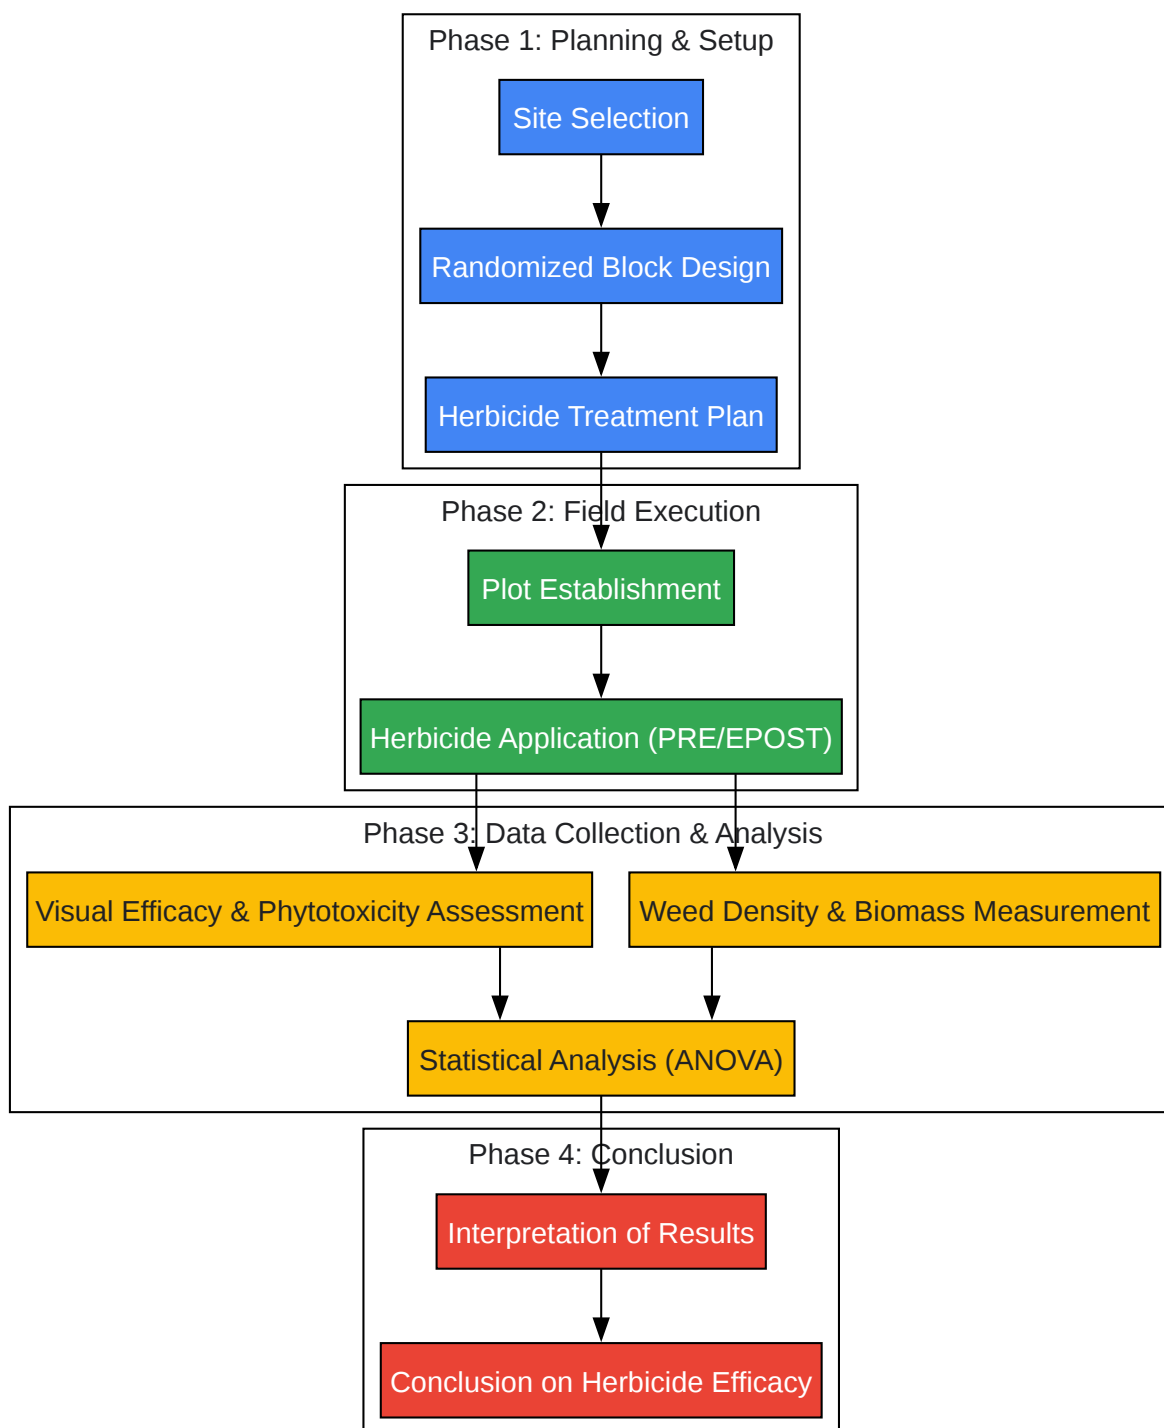 Phase 1: Planning & Setup
Site Selection
Randomized Block Design
Herbicide Treatment Plan
Phase 2: Field Execution
Plot Establishment
Herbicide Application (PRE/EPOST)
Phase 3: Data Collection & Analysis
Visual Efficacy & Phytotoxicity Assessment
Weed Density & Biomass Measurement
Statistical Analysis (ANOVA)
Phase 4: Conclusion
Interpretation of Results
Conclusion on Herbicide Efficacy